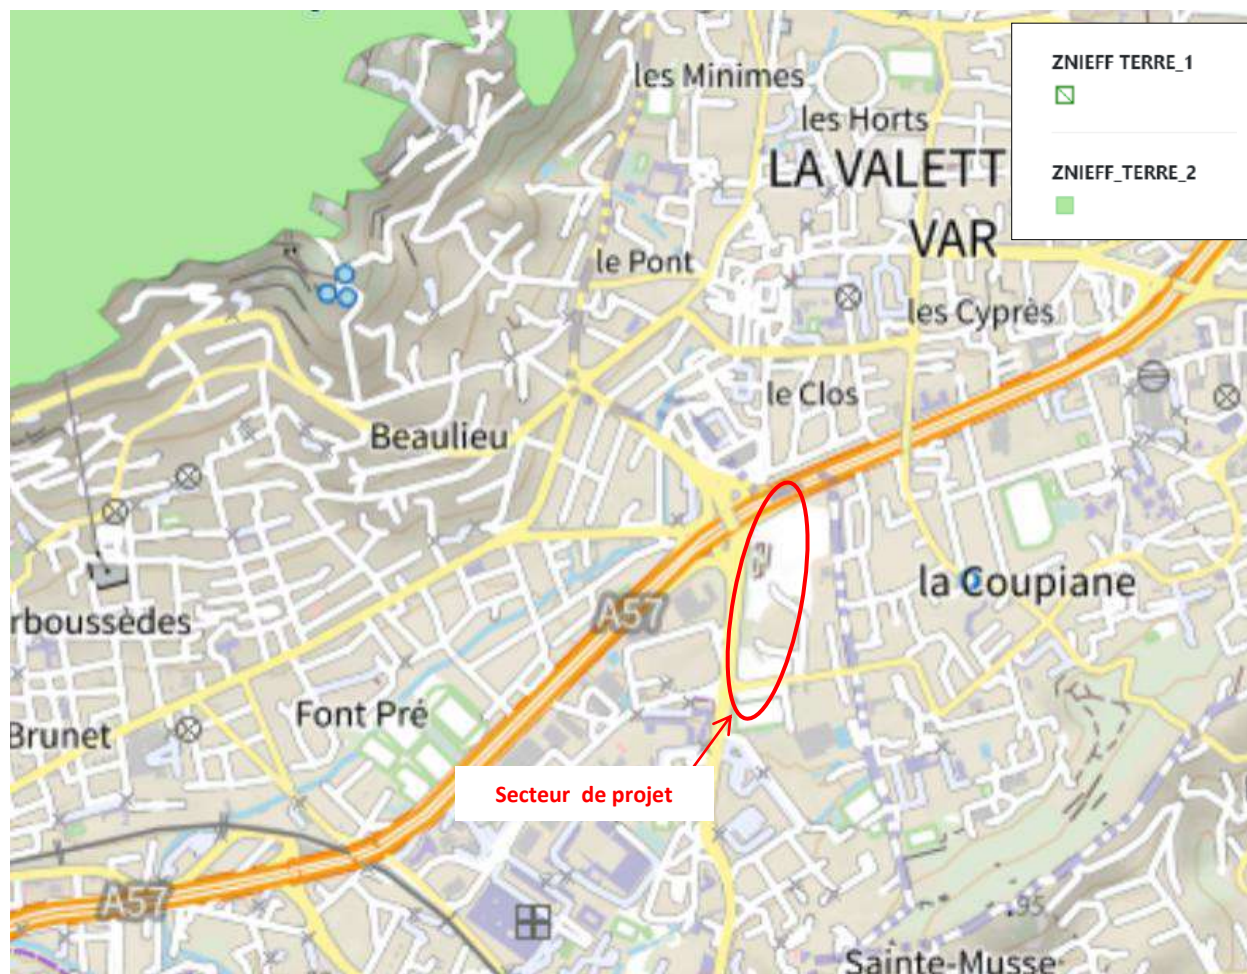 les Minimes
ZNIEFF TERRE_1
les Horts
LA VALETT
ZNIEFF_TERRE_2
VAR
le Pont
les Cyprès
le Clos
Beaulieu
la Coupiane
A57
rboussèdes
Font Pré
Brunet
Secteur de projet
A57
95
Sainte-Musse